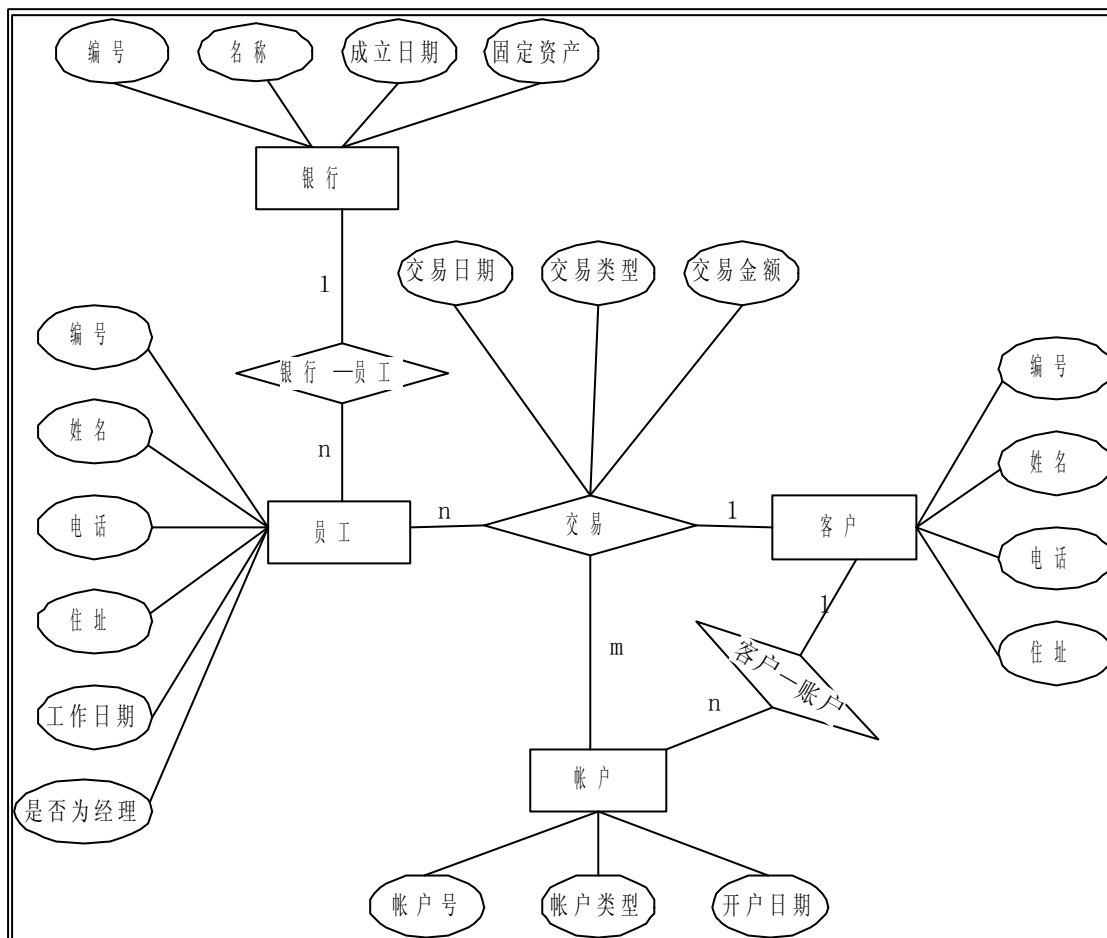 编号
名称
成立日期
固定资产
银行
1
银行—员工
n
交易日期
交易类型
交易金额
编号
姓名
电话
住址
工作日期
是否为经理
员工
n
交易
1
客户
编号
姓名
电话
住址
m
1
客户—账户
n
帐户
帐户号
帐户类型
开户日期